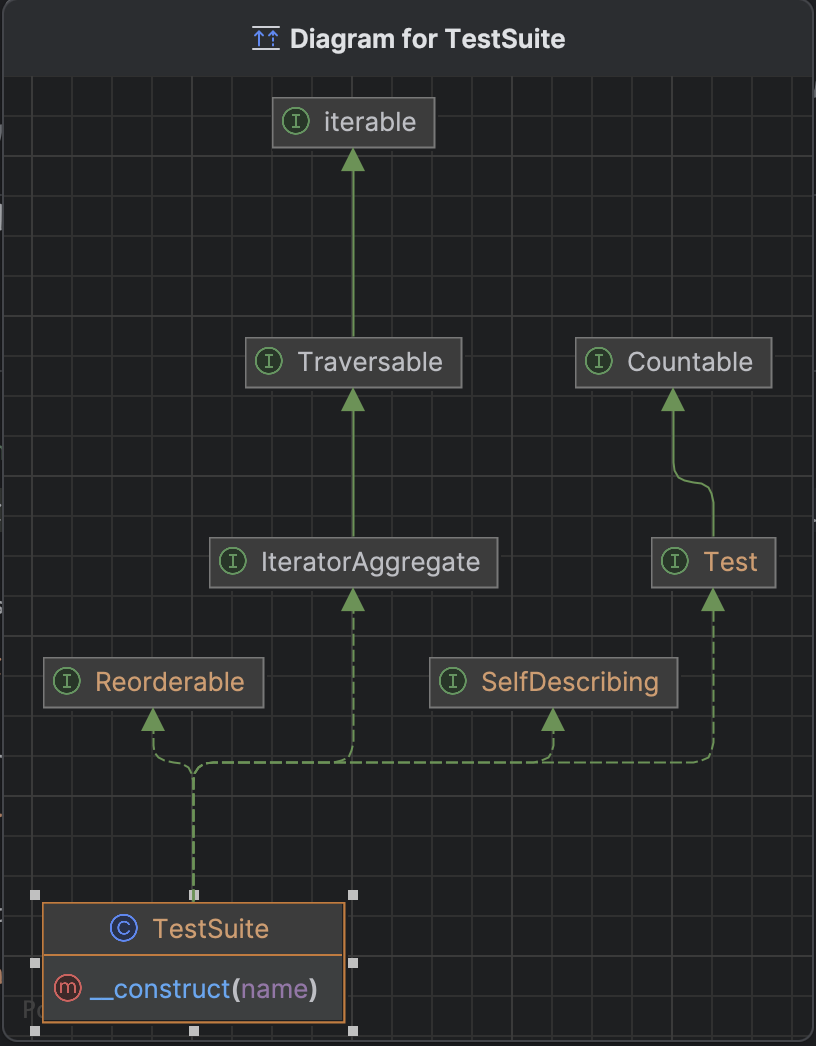 Diagram for TestSuite
I iterable
I Traversable
I Countable
I IteratorAggregate
I Test
I Reorderable
I SelfDescribing
C TestSuite
m __construct(name)